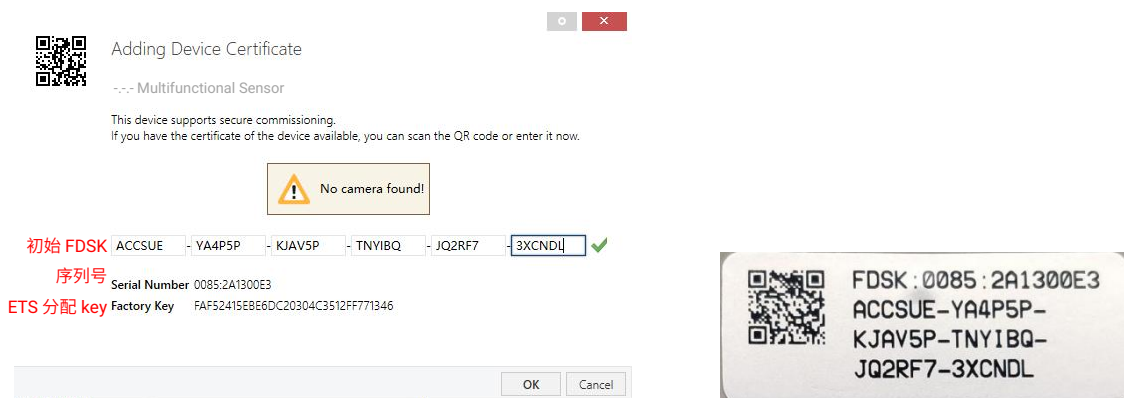 Adding Device Certificate
-.-.- Multifunctional Sensor
This device supports secure commissioning.
If you have the certificate of the device available, you can scan the QR code or enter it now.
No camera found!
初始 FDSK ACCSUE - YA4P5P - KJAV5P - TNYIBQ - JQ2RF7 - 3XCNDL
序列号 Serial Number 0085:2A1300E3
ETS 分配 key Factory Key FAF52415EBE6DC20304C3512FF771346
OK Cancel
FDSK:0085:2A1300E3
ACCSUE-YA4P5P-
KJAV5P-TNYIBQ-
JQ2RF7-3XCNDL